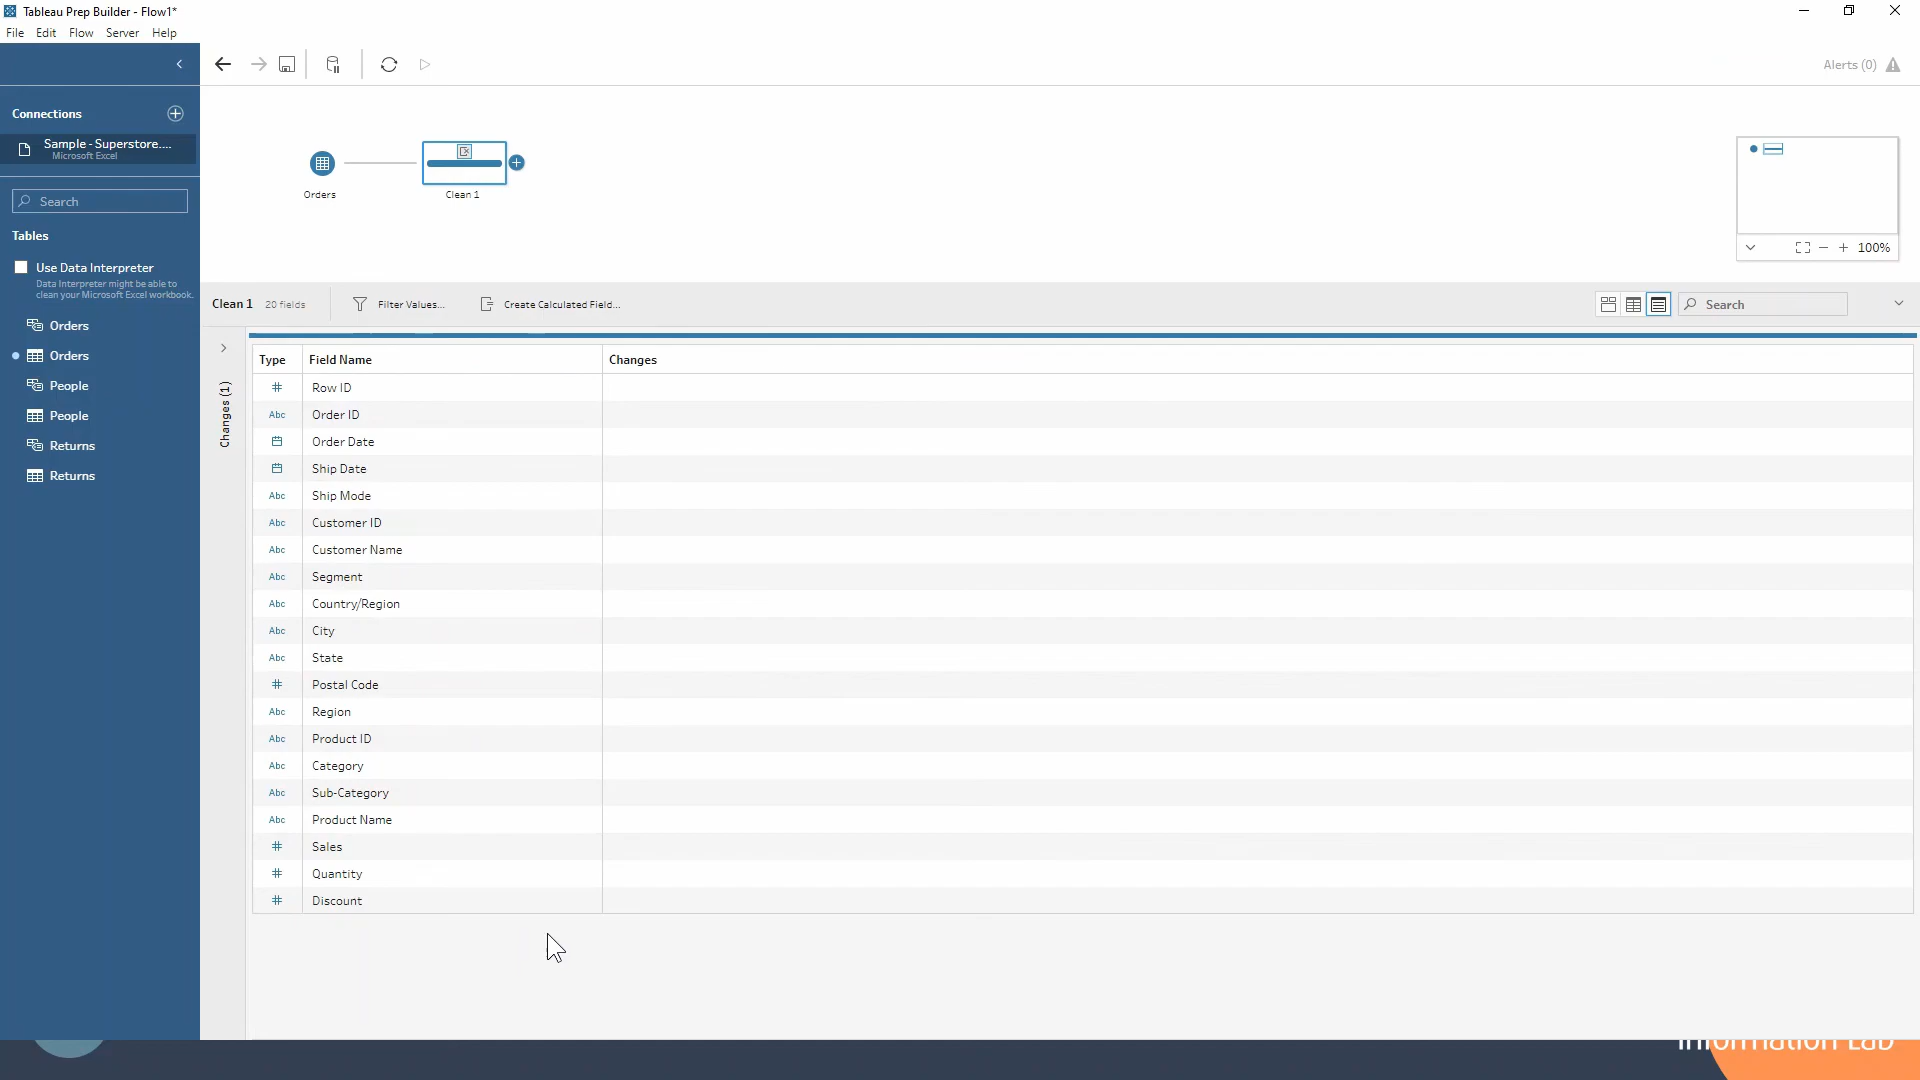 Tableau Prep Builder - Flow1*
File Edit Flow Server Help
Alerts (0)
Connections
Sample - Superstore....
Microsoft Excel
Orders
Clean 1
Search
Tables
Use Data Interpreter
Data Interpreter might be able to
clean your Microsoft Excel workbook.
Orders
Orders
People
People
Returns
Returns
100%
Clean 1 20 fields Filter Values... Create Calculated Field... Search
Changes (1)
Type Field Name Changes
# Row ID
Abc Order ID
Order Date
Ship Date
Abc Ship Mode
Abc Customer ID
Abc Customer Name
Abc Segment
Abc Country/Region
Abc City
Abc State
# Postal Code
Abc Region
Abc Product ID
Abc Category
Abc Sub-Category
Abc Product Name
# Sales
# Quantity
# Discount
Information Lab